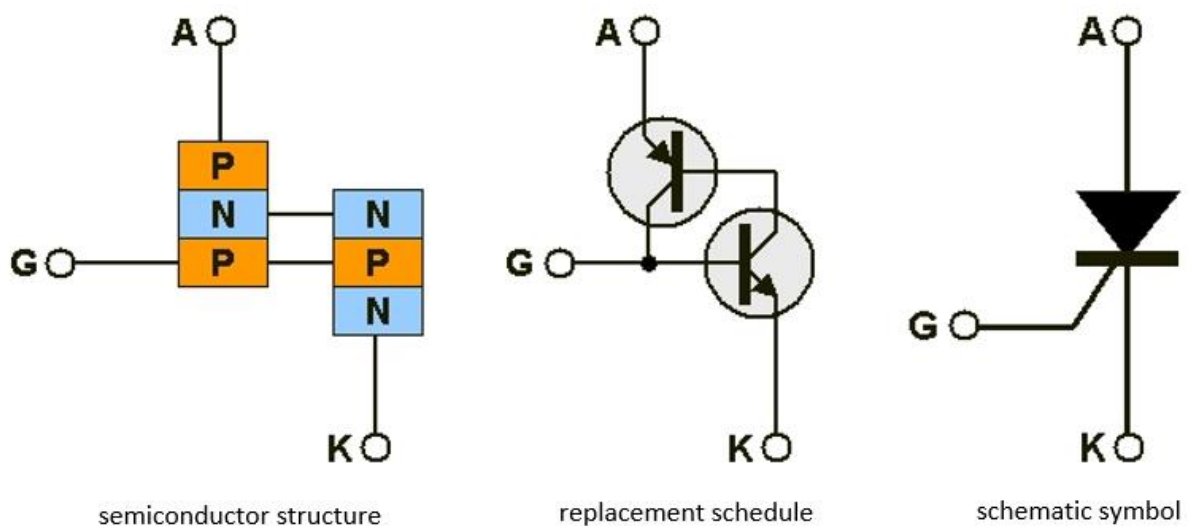 A A A
P
N N
G P P G
N
G
K K K
semiconductor structure replacement schedule schematic symbol